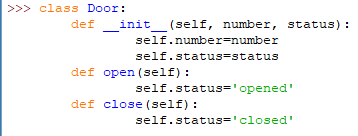 >>> class Door:
        def __init__(self, number, status):
                self.number=number
                self.status=status
        def open(self):
                self.status='opened'
        def close(self):
                self.status='closed'